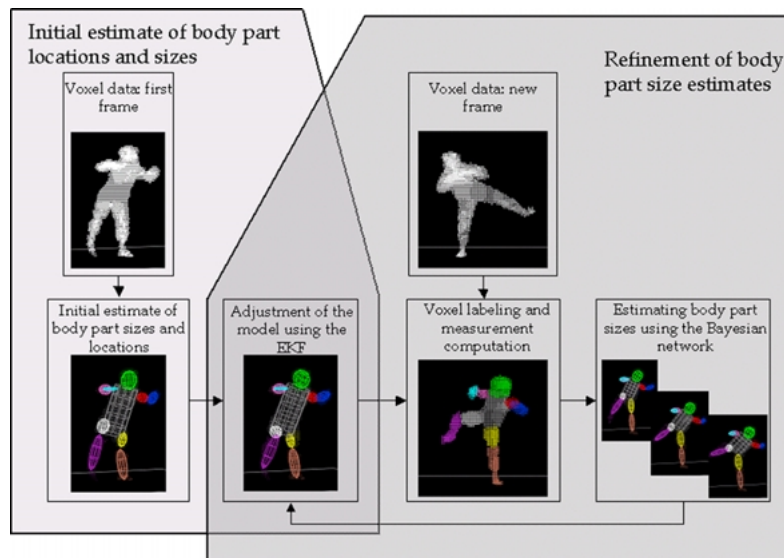 Initial estimate of body part
locations and sizes
Refinement of body
part size estimates
Voxel data: first
frame
Voxel data: new
frame
Initial estimate of
body part sizes and
locations
Adjustment of the
model using the
EKF
Voxel labeling and
measurement
computation
Estimating body part
sizes using the Bayesian
network